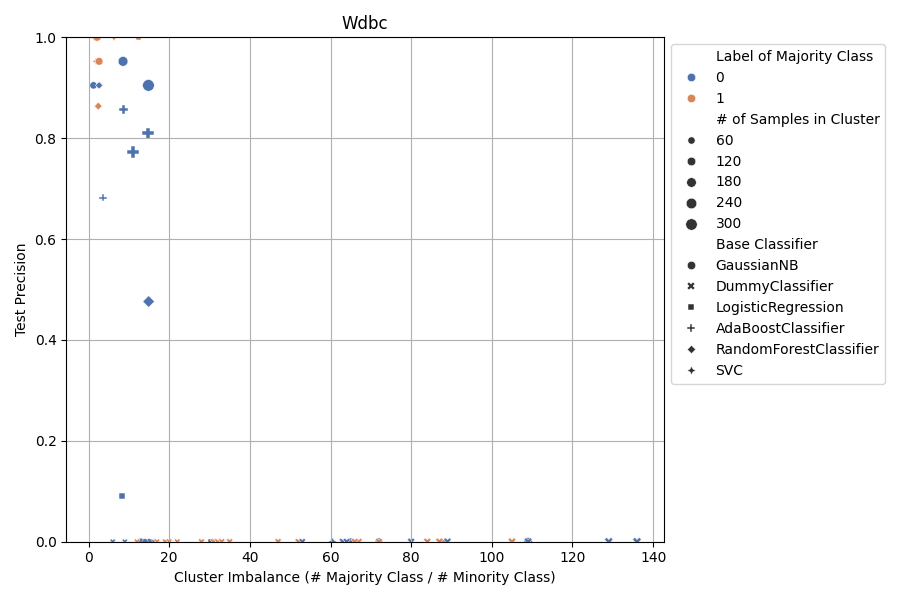 Wdbc
Test Precision
1.0
0.8
0.6
0.4
0.2
0.0
0 20 40 60 80 100 120 140
Cluster Imbalance (# Majority Class / # Minority Class)
Label of Majority Class
0
1
# of Samples in Cluster
60
120
180
240
300
Base Classifier
GaussianNB
DummyClassifier
LogisticRegression
AdaBoostClassifier
RandomForestClassifier
SVC